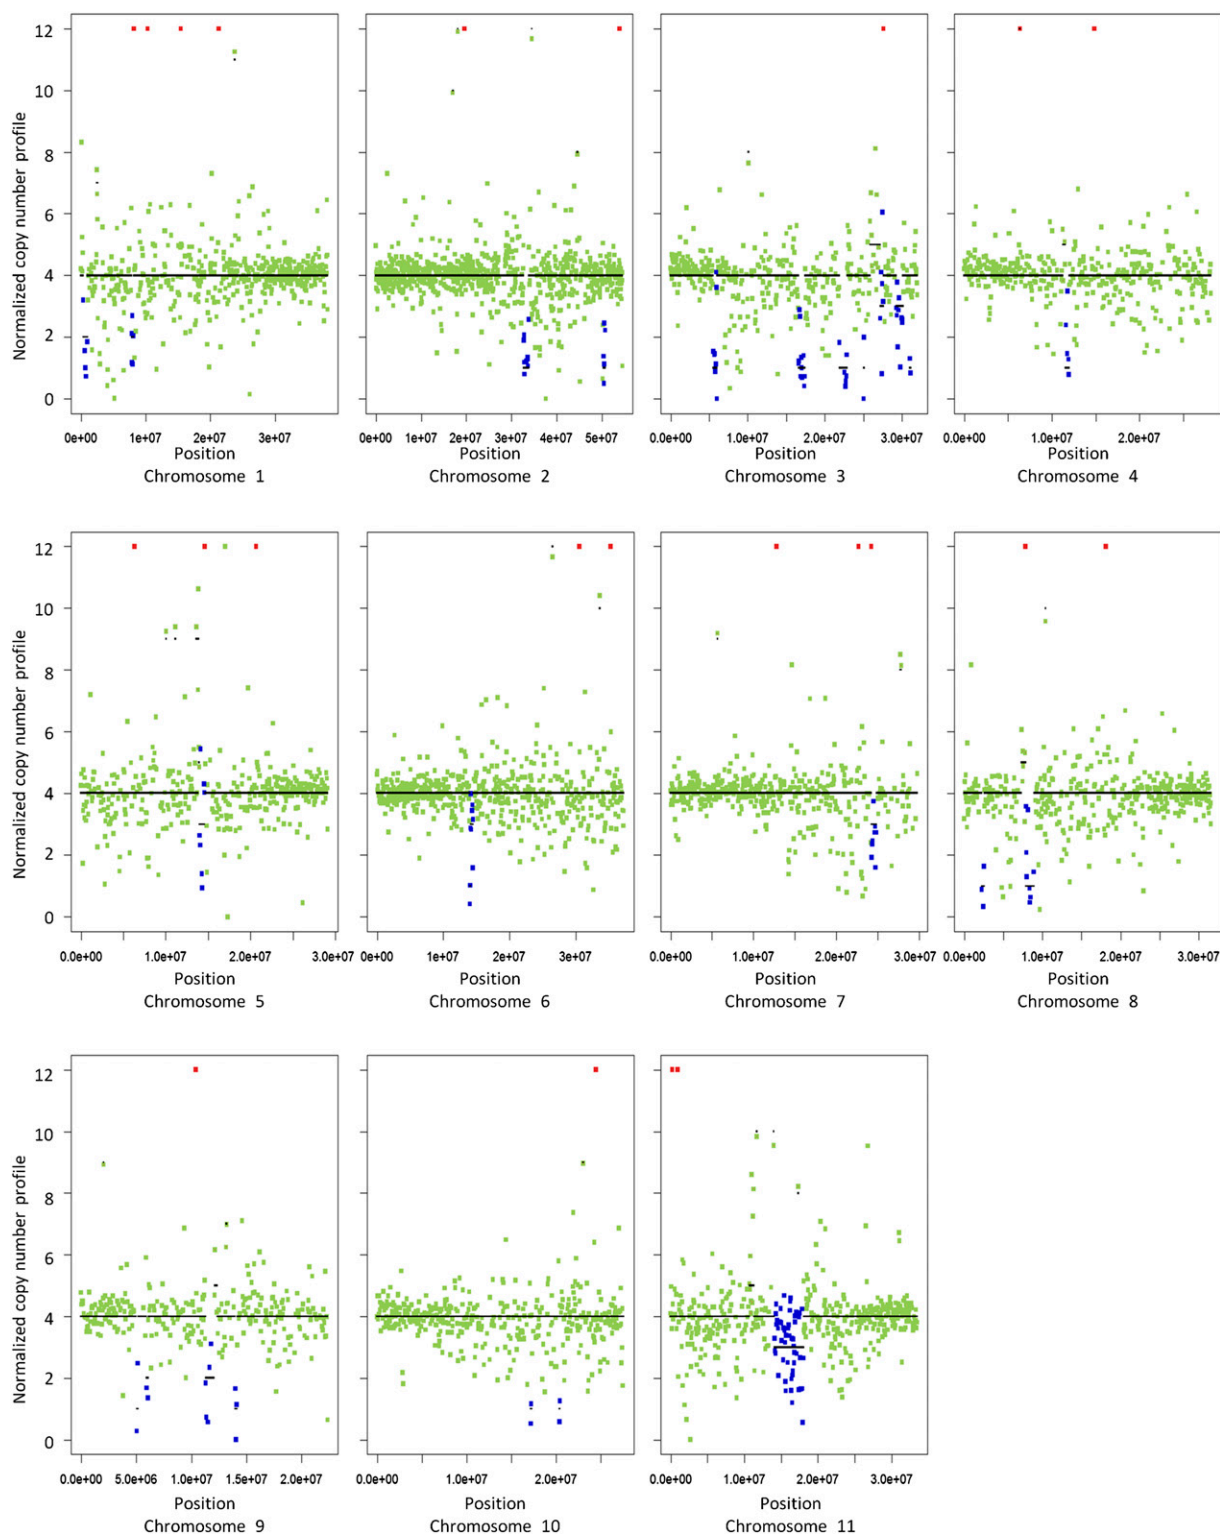 Normalized copy number profile
12
10
8
6
4
2
0
0e+00 1e+07 2e+07 3e+07
Position
Chromosome 1
0e+00 1e+07 2e+07 3e+07 4e+07 5e+07
Position
Chromosome 2
0.0e+00 1.0e+07 2.0e+07 3.0e+07
Position
Chromosome 3
0.0e+00 1.0e+07 2.0e+07
Position
Chromosome 4
Normalized copy number profile
12
10
8
6
4
2
0
0.0e+00 1.0e+07 2.0e+07 3.0e+07
Position
Chromosome 5
0e+00 1e+07 2e+07 3e+07
Position
Chromosome 6
0.0e+00 1.0e+07 2.0e+07 3.0e+07
Position
Chromosome 7
0.0e+00 1.0e+07 2.0e+07 3.0e+07
Position
Chromosome 8
Normalized copy number profile
12
10
8
6
4
2
0
0.0e+00 5.0e+06 1.0e+07 1.5e+07 2.0e+07
Position
Chromosome 9
0.0e+00 1.0e+07 2.0e+07
Position
Chromosome 10
0.0e+00 1.0e+07 2.0e+07 3.0e+07
Position
Chromosome 11